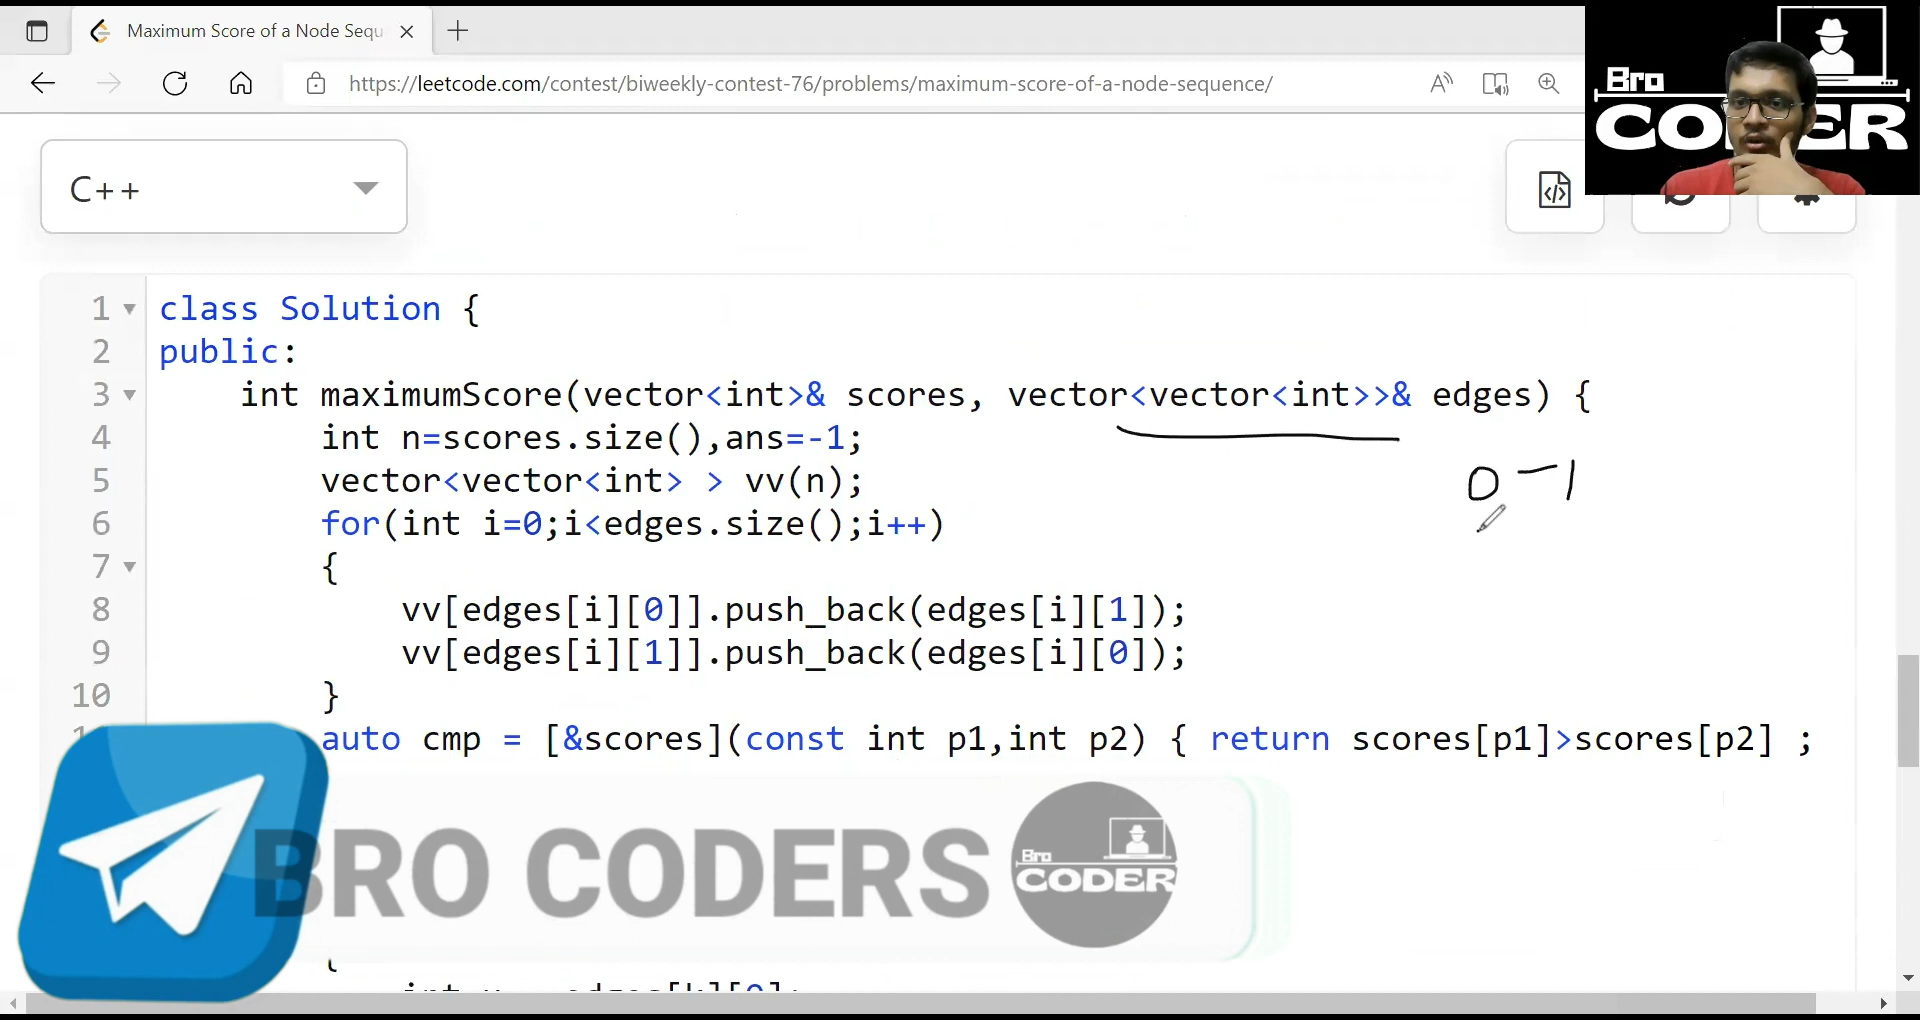 Maximum Score of a Node Sequ
https://leetcode.com/contest/biweekly-contest-76/problems/maximum-score-of-a-node-sequence/
Bro
CODER
C++
1 class Solution {
2 public:
3 int maximumScore(vector<int>& scores, vector<vector<int>>& edges) {
4 int n=scores.size(),ans=-1;
5 vector<vector<int> > vv(n);
0 - 1
6 for(int i=0;i<edges.size();i++)
7 {
8 vv[edges[i][0]].push_back(edges[i][1]);
9 vv[edges[i][1]].push_back(edges[i][0]);
10 }
auto cmp = [&scores](const int p1,int p2) { return scores[p1]>scores[p2] ;
BRO CODERS
Bro
CODER